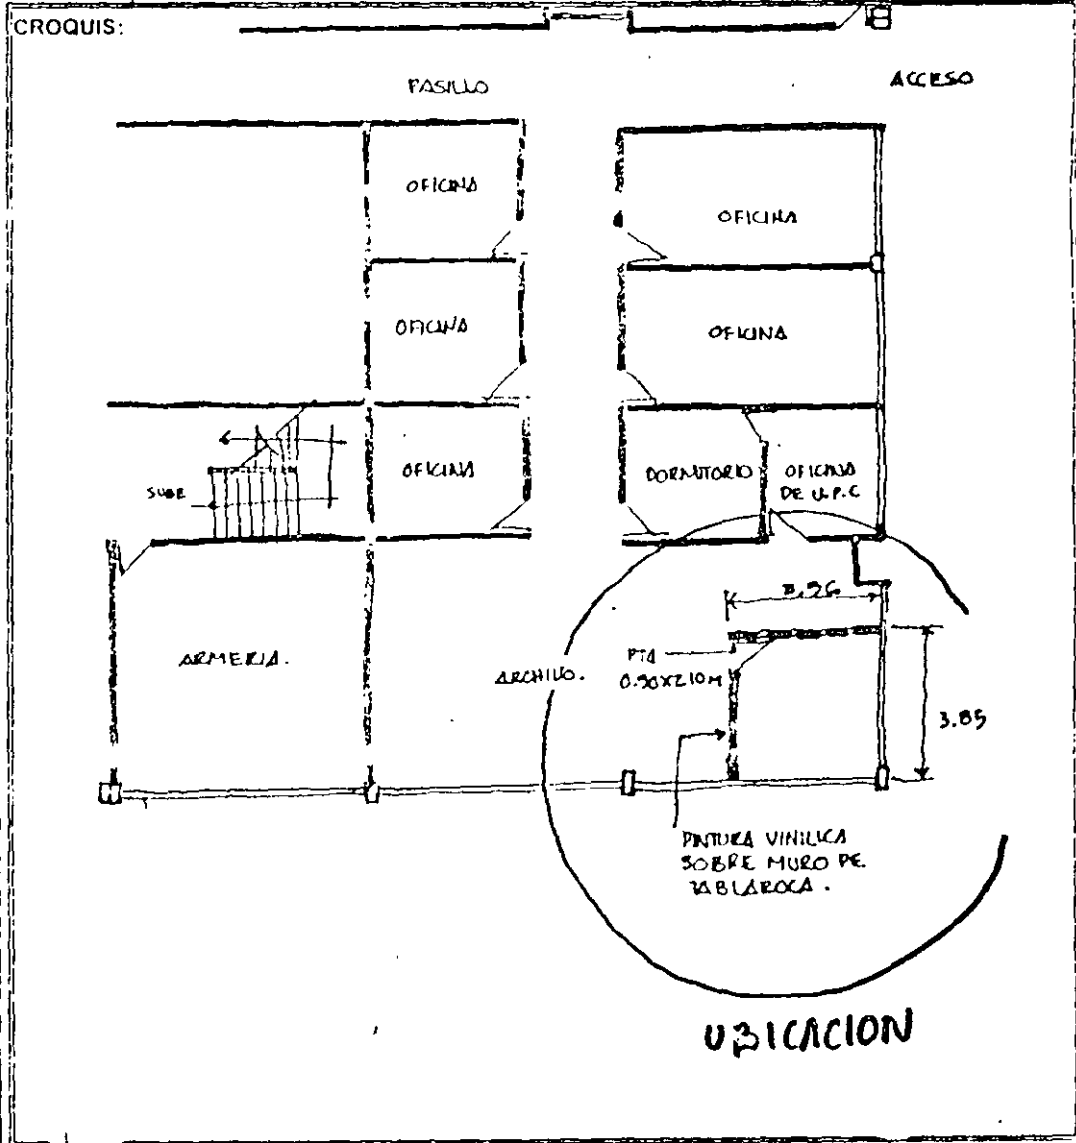 CROQUIS:
PASILLO
ACCESO
OFICINA
OFICINA
OFICINA
OFICINA
OFICINA
DORMITORIO
OFICINA
DE U.P.C
SUBE
ARMERIA.
ARCHIVO.
PTA
0.90X2.10M
3.85
PINTURA VINILICA
SOBRE MURO DE
TABLAROCA.
UBICACION